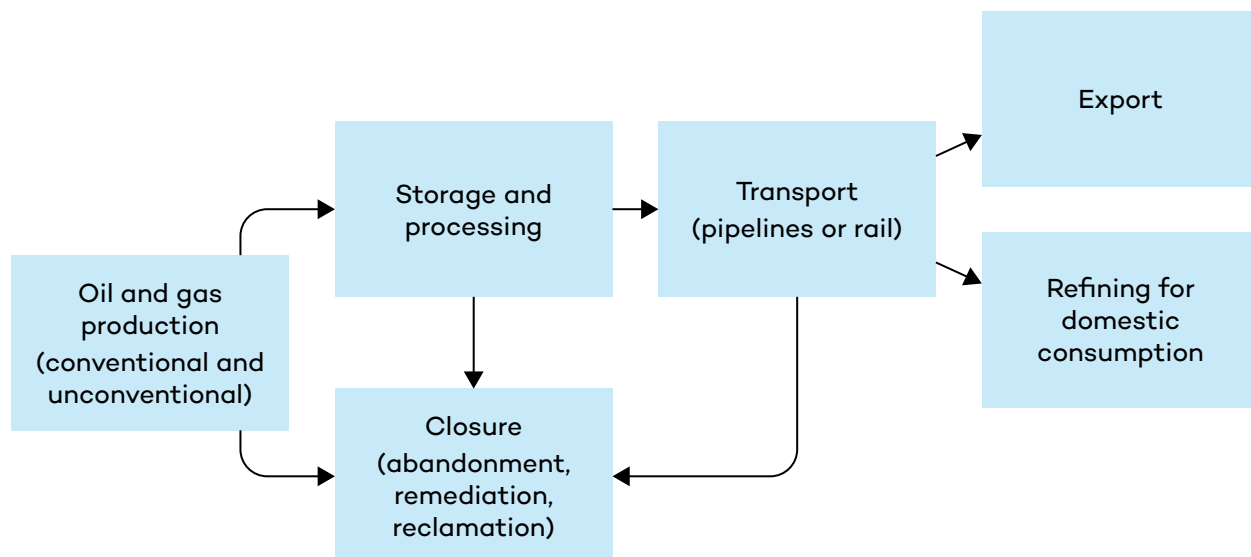 Oil and gas
production
(conventional and
unconventional)
Storage and
processing
Closure
(abandonment,
remediation,
reclamation)
Transport
(pipelines or rail)
Export
Refining for
domestic
consumption